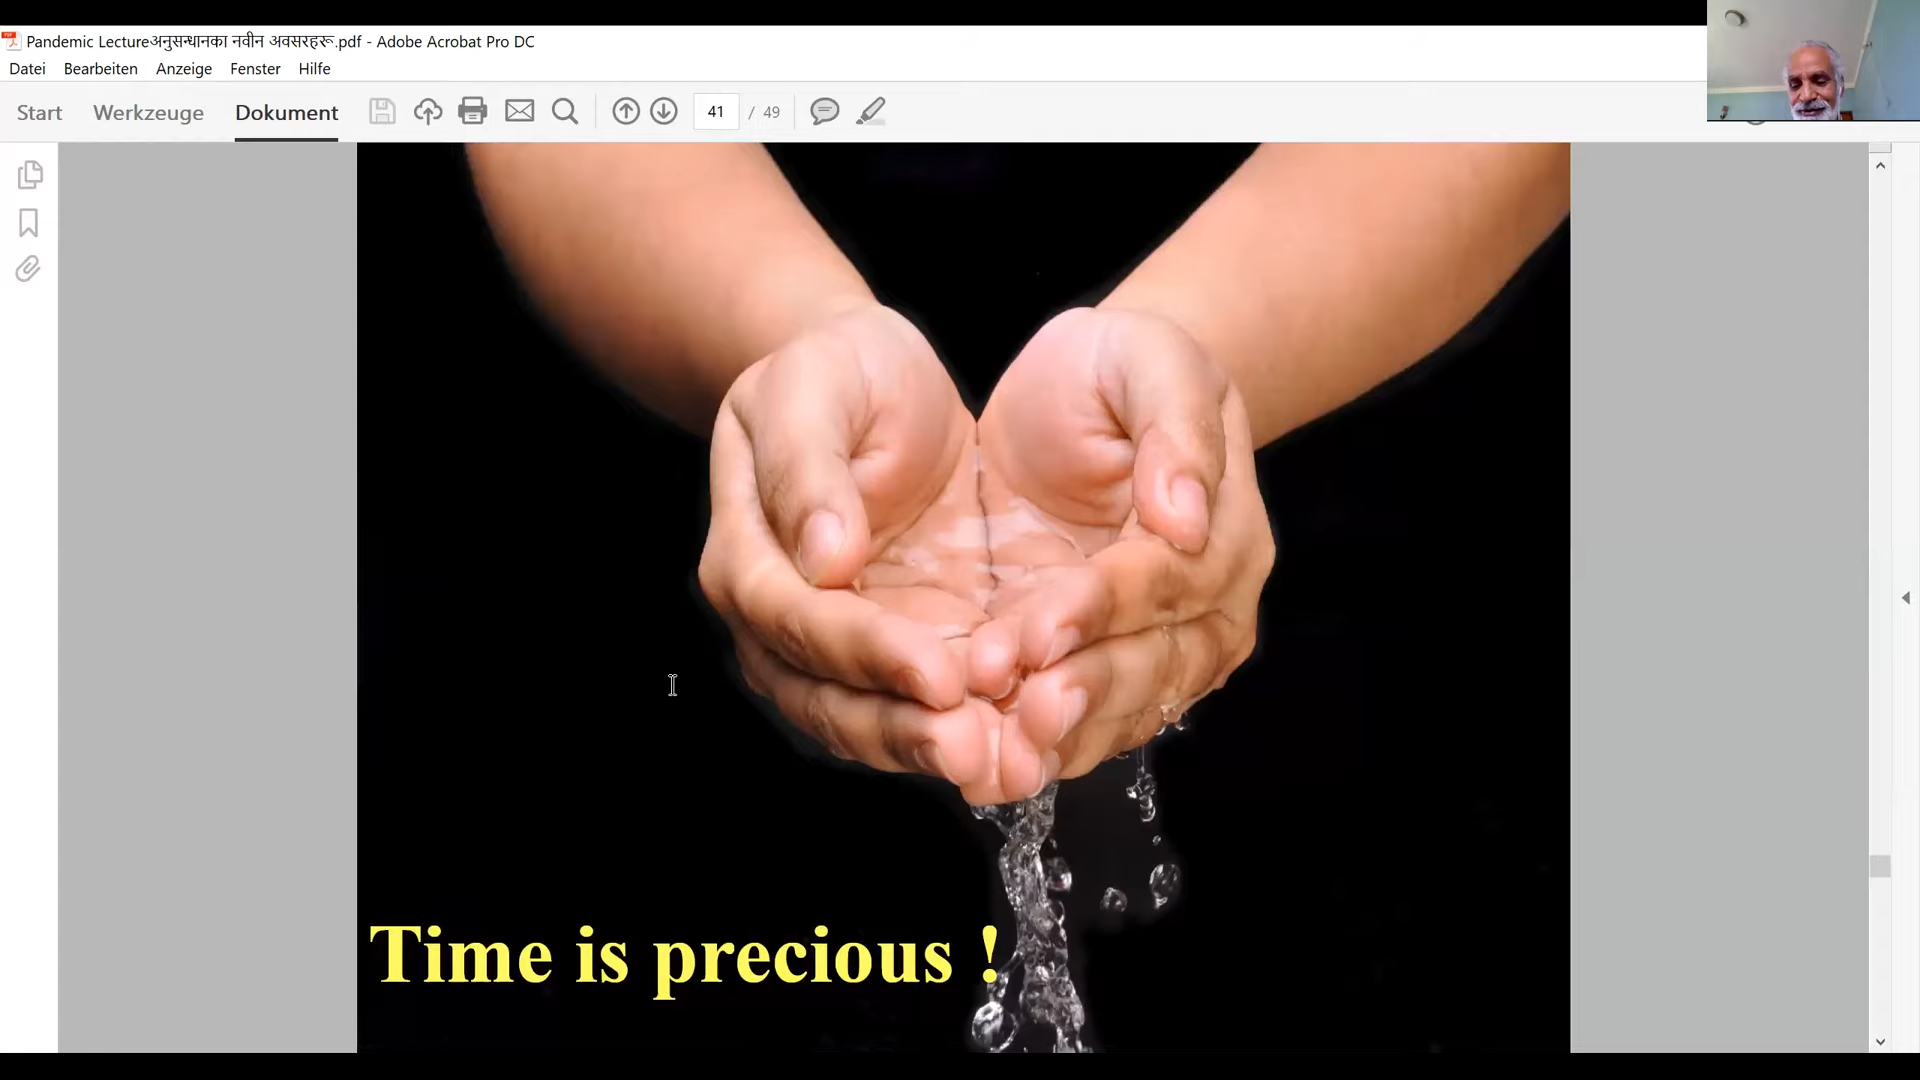 Pandemic Lectureअनुसन्धानका नवीन अवसरहरू.pdf - Adobe Acrobat Pro DC
Datei Bearbeiten Anzeige Fenster Hilfe
Start Werkzeuge Dokument 41 / 49
Time is precious !